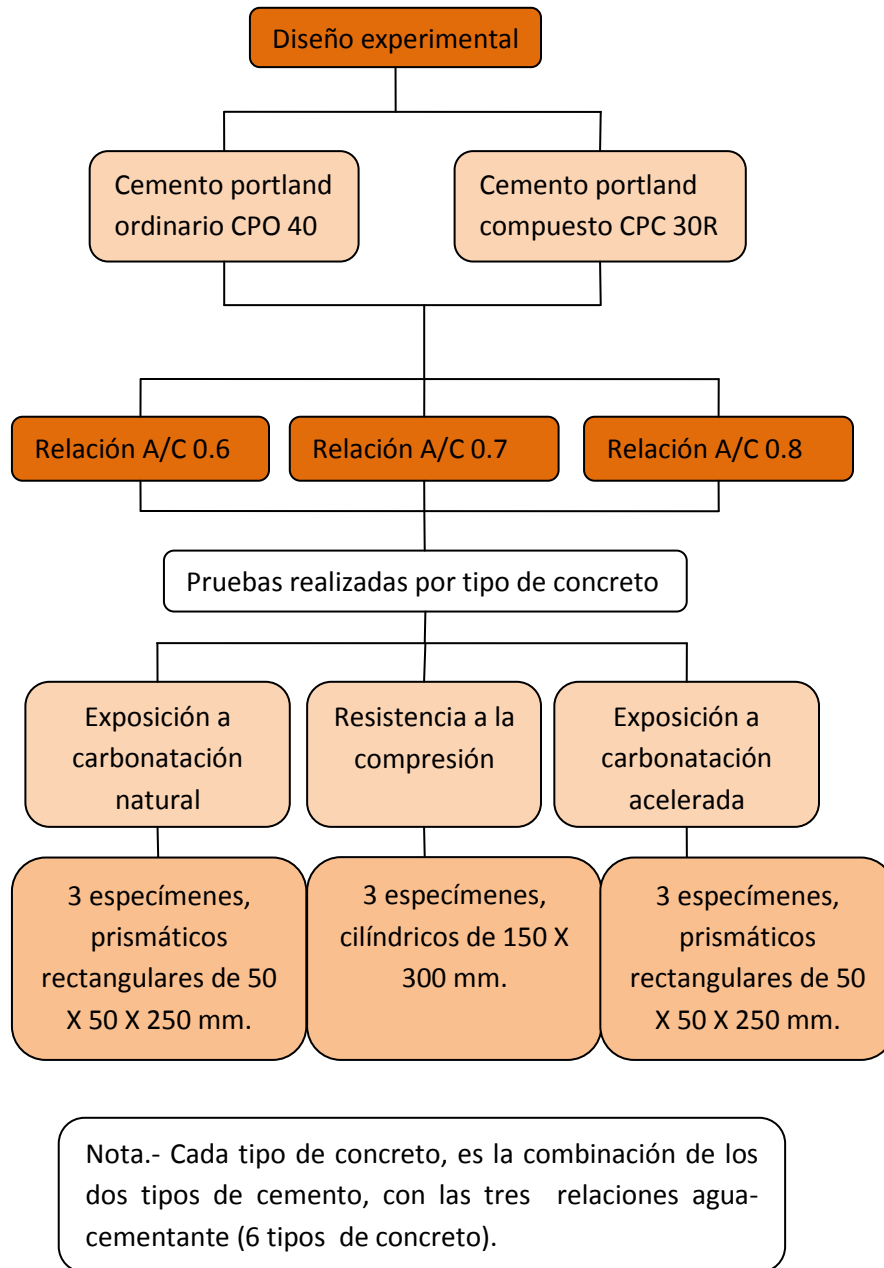 Diseño experimental
Cemento portland
ordinario CPO 40
Cemento portland
compuesto CPC 30R
Relación A/C 0.6
Relación A/C 0.7
Relación A/C 0.8
Pruebas realizadas por tipo de concreto
Exposición a
carbonatación
natural
Resistencia a la
compresión
Exposición a
carbonatación
acelerada
3 especímenes,
prismáticos
rectangulares de 50
X 50 X 250 mm.
3 especímenes,
cilíndricos de 150 X
300 mm.
3 especímenes,
prismáticos
rectangulares de 50
X 50 X 250 mm.
Nota.- Cada tipo de concreto, es la combinación de los
dos tipos de cemento, con las tres relaciones agua-
cementante (6 tipos de concreto).